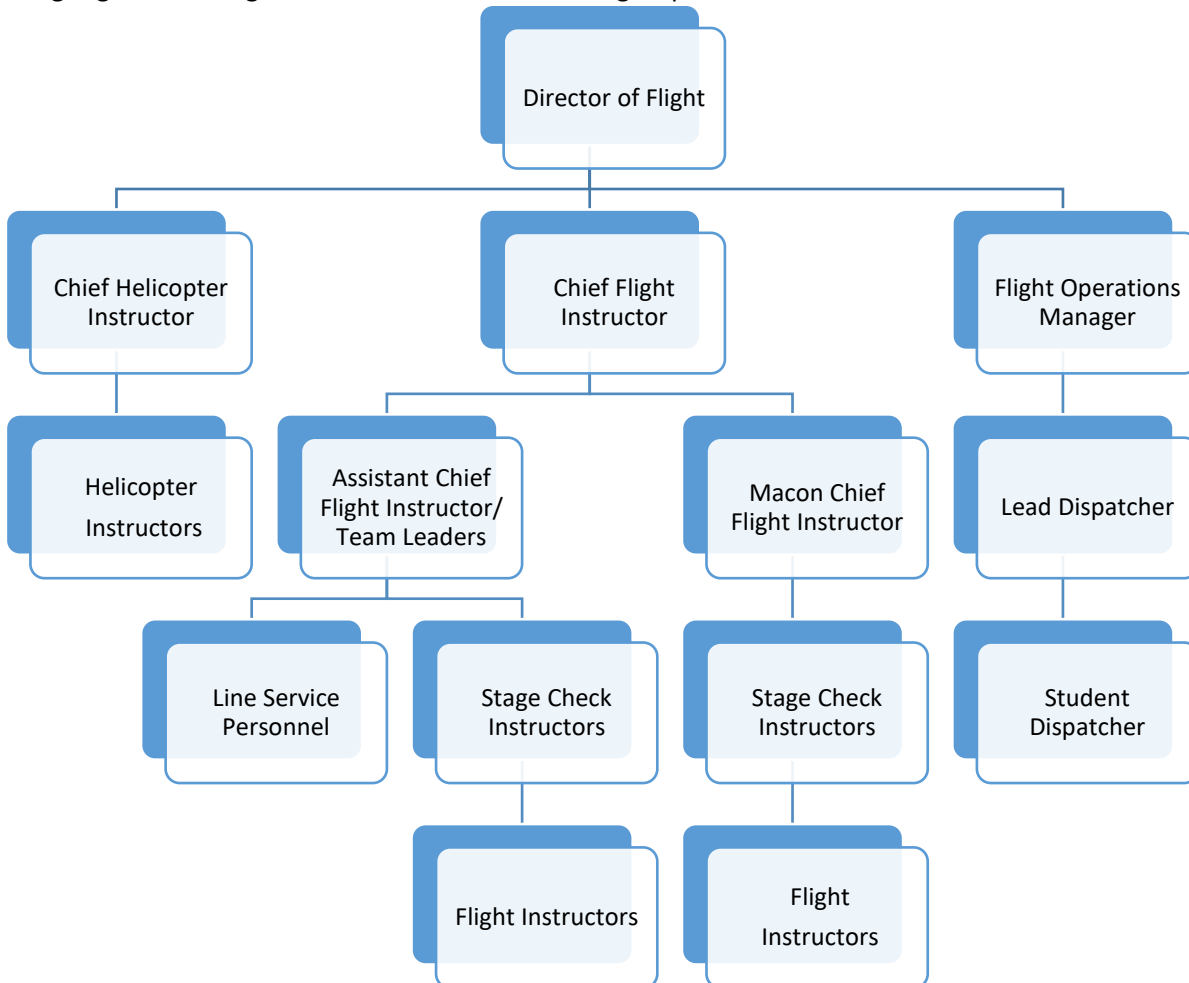 Director of Flight
Chief Helicopter
Instructor
Chief Flight
Instructor
Flight Operations
Manager
Helicopter
Instructors
Assistant Chief
Flight Instructor/
Team Leaders
Macon Chief
Flight Instructor
Lead Dispatcher
Line Service
Personnel
Stage Check
Instructors
Stage Check
Instructors
Student
Dispatcher
Flight Instructors
Flight
Instructors